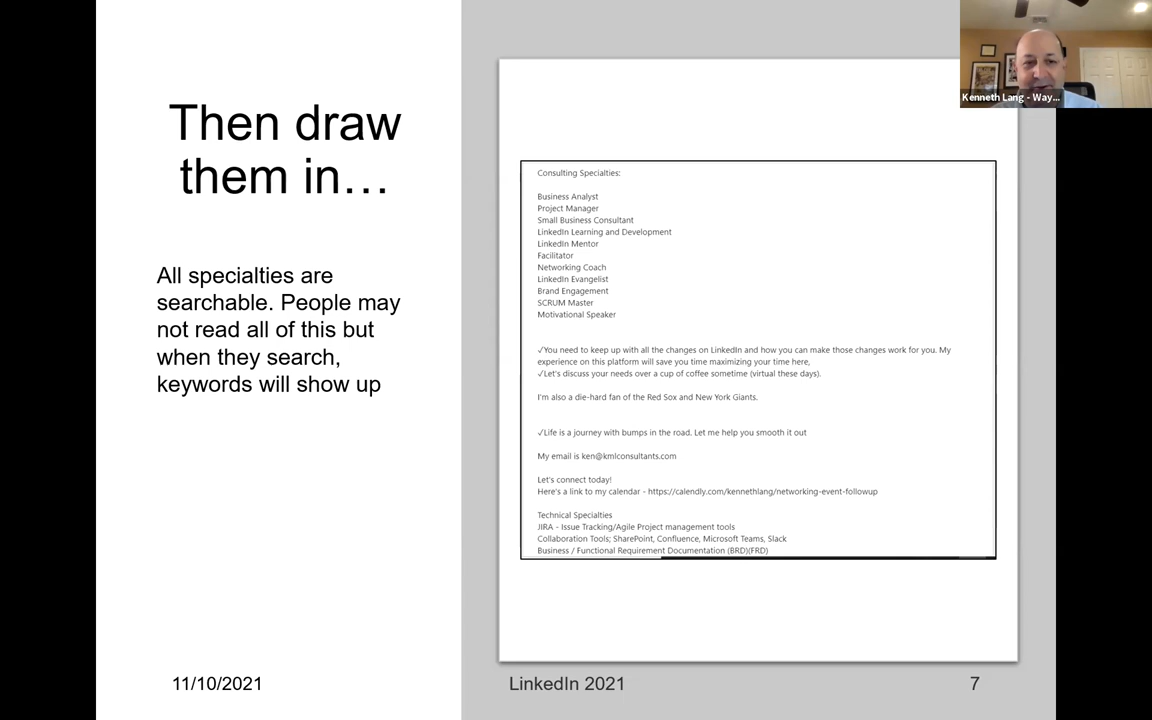 Then draw
them in…
All specialties are
searchable. People may
not read all of this but
when they search,
keywords will show up
11/10/2021
Consulting Specialties:
Business Analyst
Project Manager
Small Business Consultant
LinkedIn Learning and Development
LinkedIn Mentor
Facilitator
Networking Coach
LinkedIn Evangelist
Brand Engagement
SCRUM Master
Motivational Speaker
✓You need to keep up with all the changes on LinkedIn and how you can make those changes work for you. My
experience on this platform will save you time maximizing your time here,
✓Let's discuss your needs over a cup of coffee sometime (virtual these days).
I'm also a die-hard fan of the Red Sox and New York Giants.
✓Life is a journey with bumps in the road. Let me help you smooth it out
My email is ken@kmlconsultants.com
Let's connect today!
Here's a link to my calendar - https://calendly.com/kennethlang/networking-event-followup
Technical Specialties
JIRA - Issue Tracking/Agile Project management tools
Collaboration Tools; SharePoint, Confluence, Microsoft Teams, Slack
Business / Functional Requirement Documentation (BRD)(FRD)
LinkedIn 2021
7
Kenneth Lang - Way...